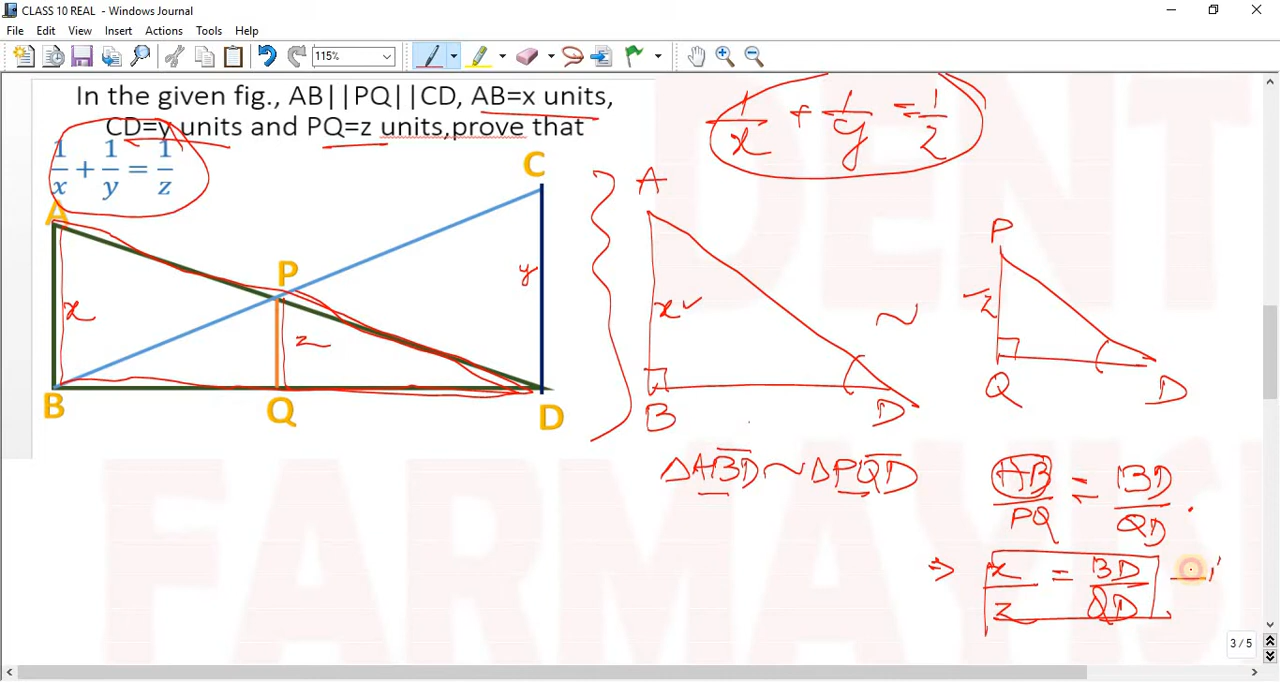 CLASS 10 REAL - Windows Journal
File Edit View Insert Actions Tools Help
115%
In the given fig., AB||PQ||CD, AB=x units,
CD=y units and PQ=z units,prove that
1/x + 1/y = 1/z
1/x + 1/y = 1/z
C
A
P
y
x
z
B
Q
D
A
x
B
D
~
P
z
Q
D
ΔABD~ΔPQD
AB/PQ = BD/QD
⇒ x/z = BD/QD
DENT
FARMAYIS
3 / 5